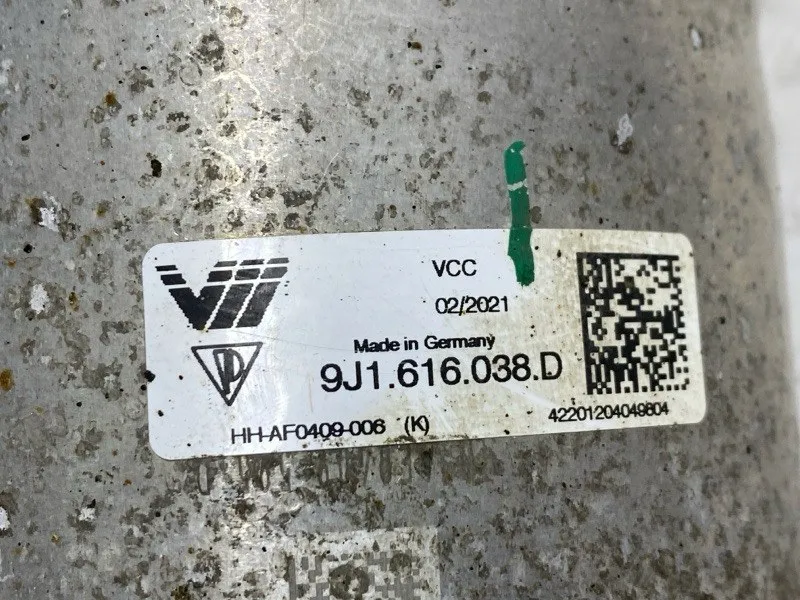 VCC
02/2021
Made in Germany
9J1.616.038.D
HH-AF0409-006 (K)
42201204049804